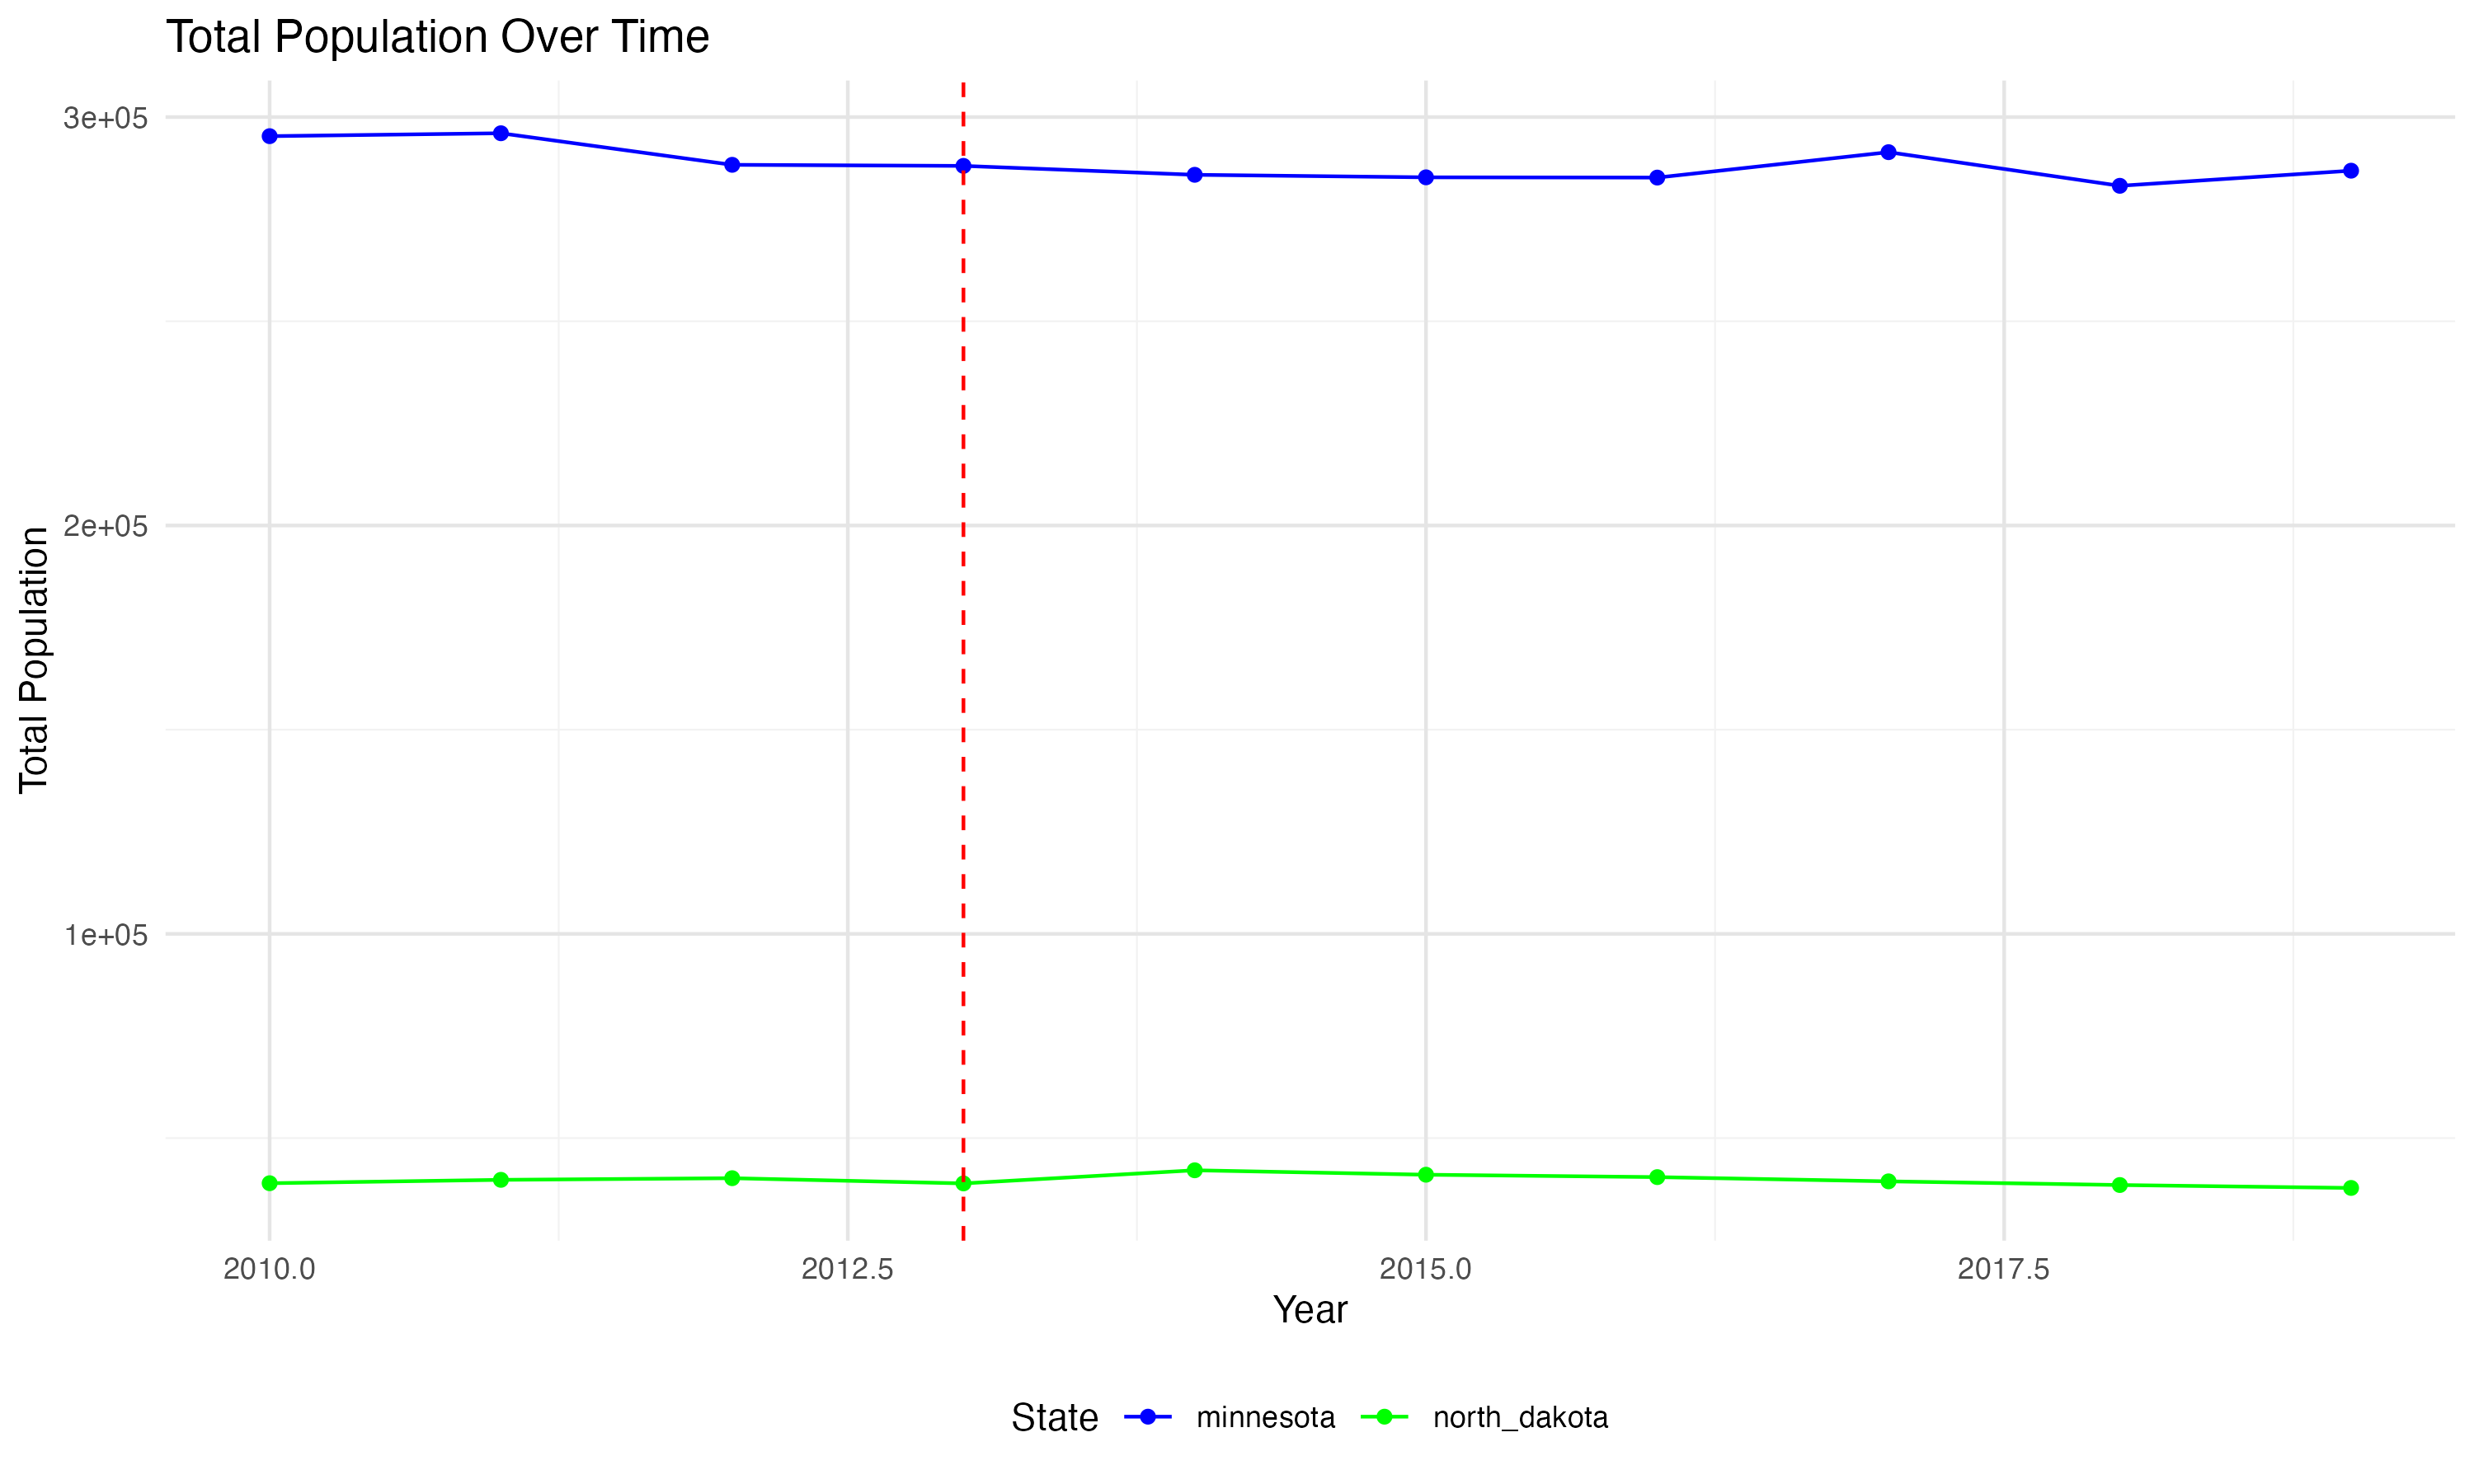 Total Population Over Time
3e+05
2e+05
1e+05
Total Population
2010.0 2012.5 2015.0 2017.5
Year
State minnesota north_dakota